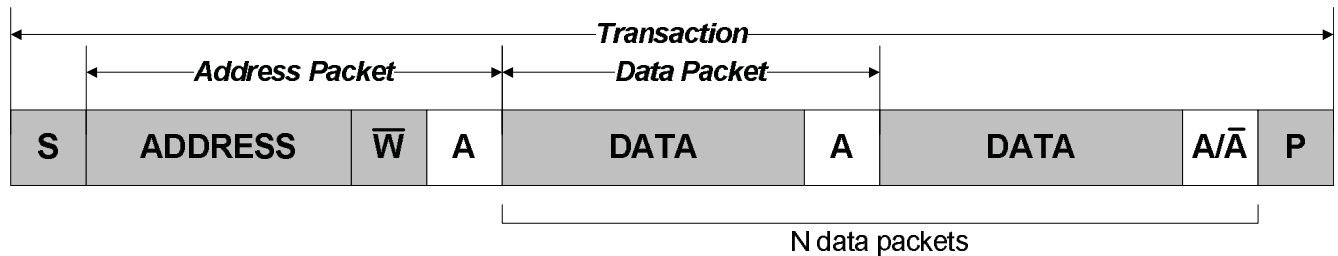 Transaction
Address Packet Data Packet
S ADDRESS W̅ A DATA A DATA A/A̅ P
N data packets